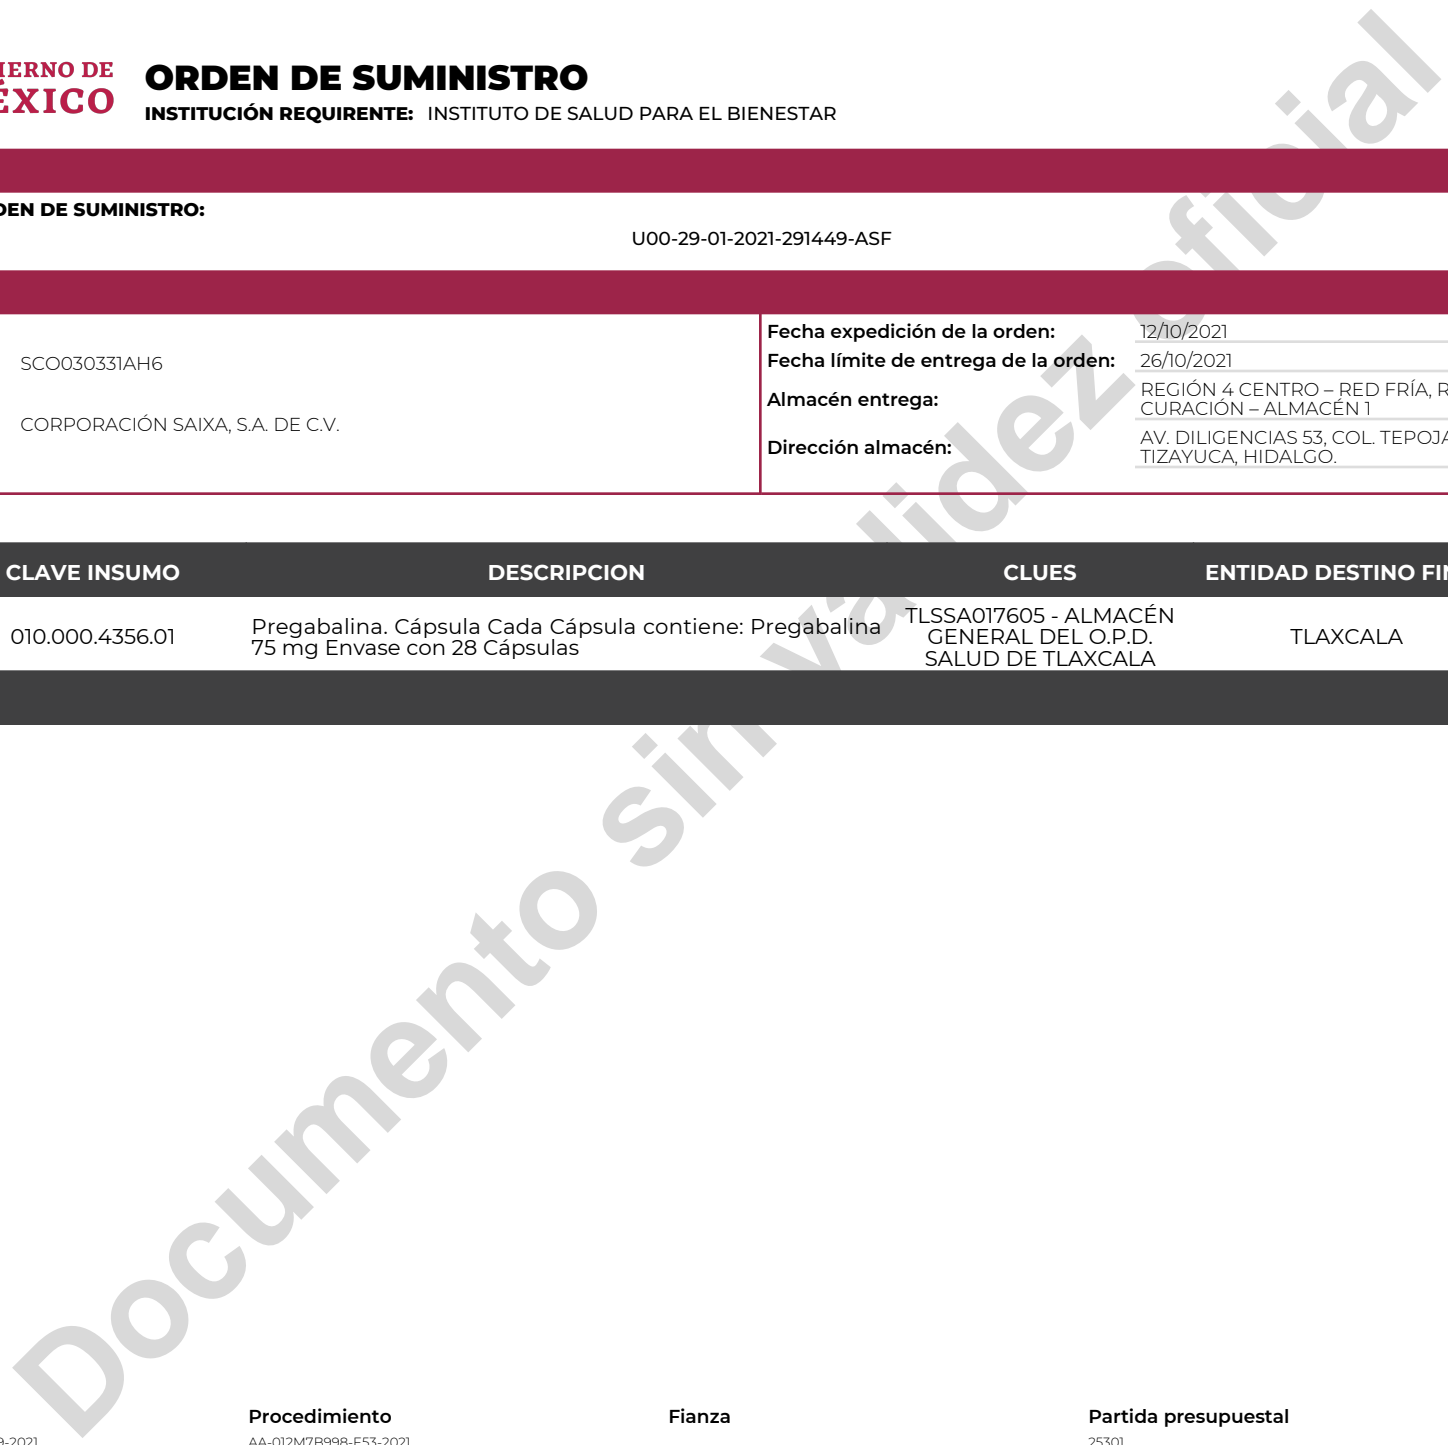 ORDEN DE SUMINISTRO
INSTITUCIÓN REQUIRENTE: INSTITUTO DE SALUD PARA EL BIENESTAR
DE
DE SUMINISTRO:
U00-29-01-2021-291449-ASF
SCO030331AH6
CORPORACIÓN SAIXA, S.A. DE C.V.
Fecha expedición de la orden: 12/10/2021
Fecha límite de entrega de la orden: 26/10/2021
Almacén entrega: REGIÓN 4 CENTRO – RED FRÍA,
CURACIÓN – ALMACÉN 1
Dirección almacén: AV. DILIGENCIAS 53, COL.
TIZAYUCA, HIDALGO.
CLAVE INSUMO DESCRIPCION CLUES ENTIDAD DESTINO
010.000.4356.01
Pregabalina. Cápsula Cada Cápsula contiene: Pregabalina
75 mg Envase con 28 Cápsulas
TLSSA017605 - ALMACÉN
GENERAL DEL O.P.D.
SALUD DE TLAXCALA
TLAXCALA
Documento sin validez oficial
Procedimiento Fianza Partida presupuestal